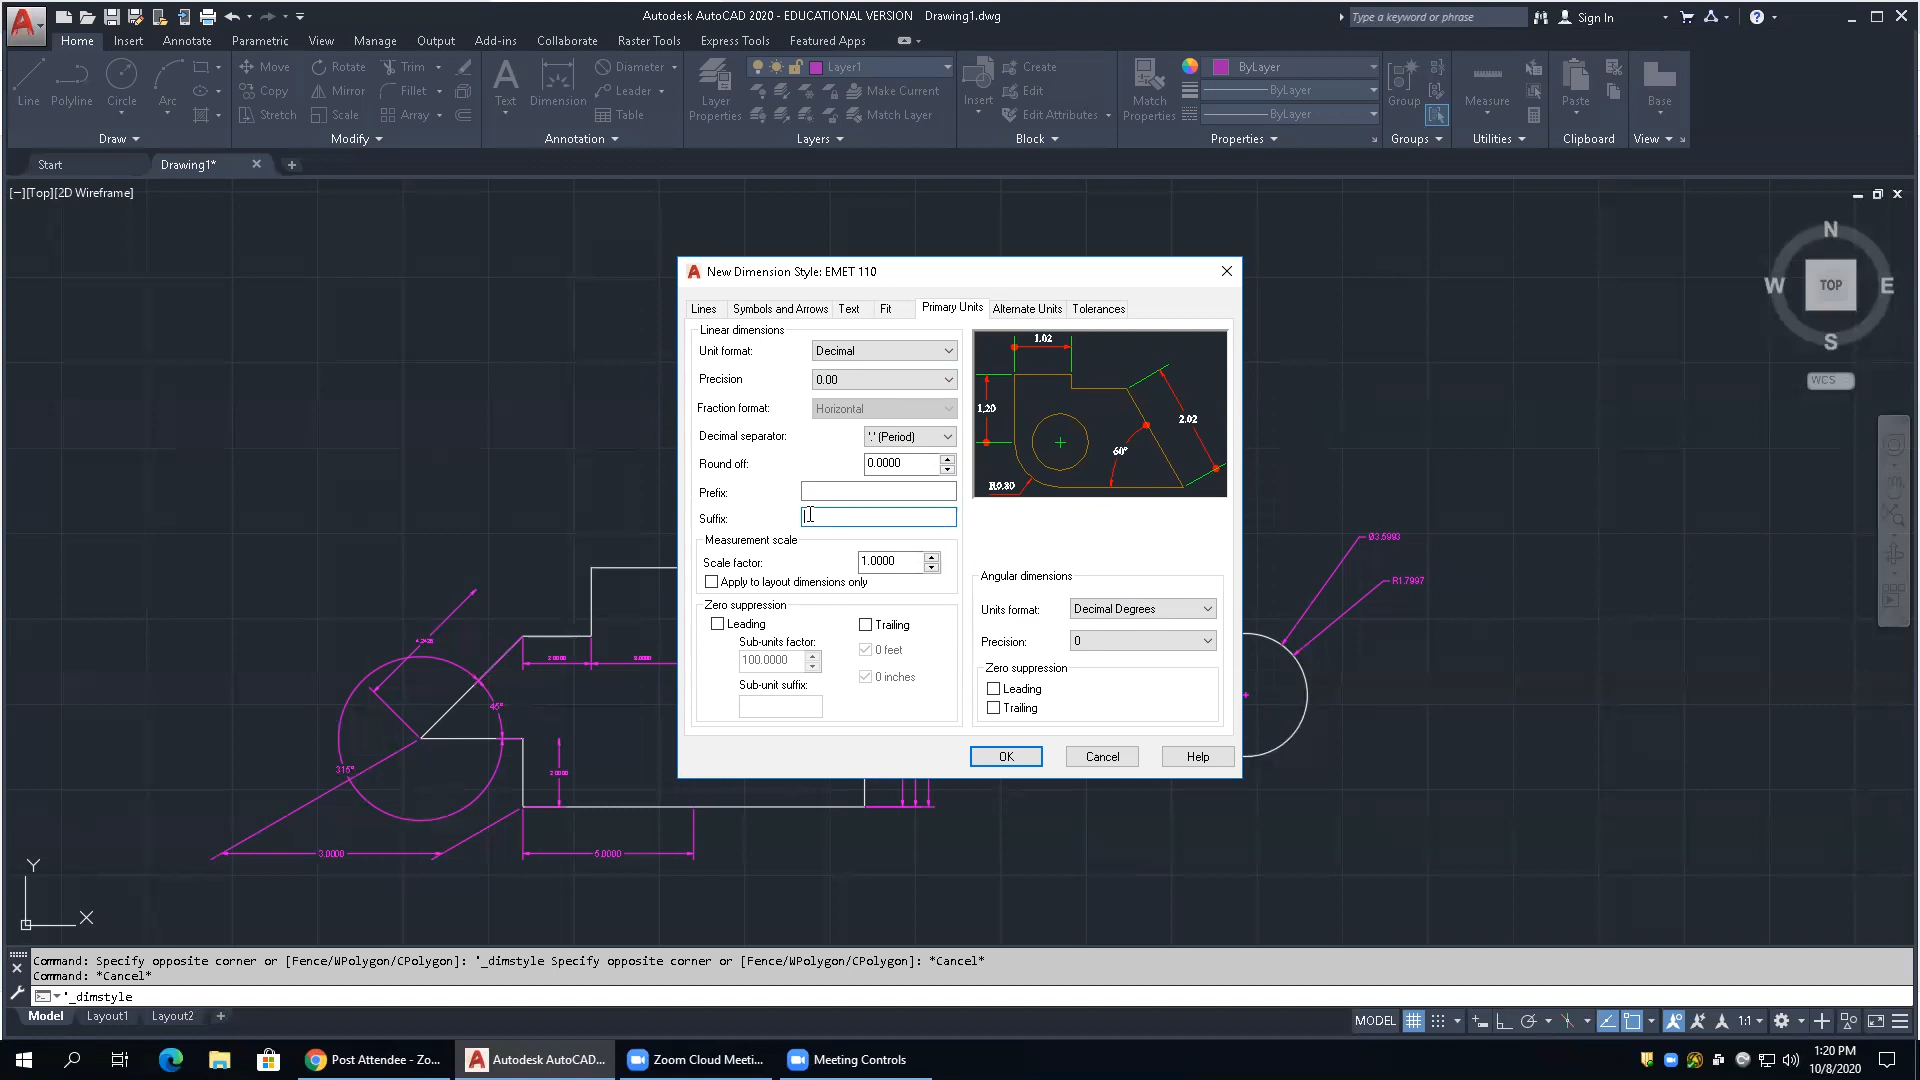 Autodesk AutoCAD 2020 - EDUCATIONAL VERSION Drawing1.dwg
Type a keyword or phrase
Sign In
Home Insert Annotate Parametric View Manage Output Add-ins Collaborate Raster Tools Express Tools Featured Apps
Line Polyline Circle Arc
Move Rotate Trim
Copy Mirror Fillet
Stretch Scale Array
Text Dimension
Diameter
Leader
Table
Layer Properties
Layer1
Make Current
Match Layer
Insert
Create
Edit
Edit Attributes
Match Properties
ByLayer
ByLayer
ByLayer
Group Measure Paste Base
Draw Modify Annotation Layers Block Properties Groups Utilities Clipboard View
Start Drawing1*
[−][Top][2D Wireframe]
N
W TOP E
S
WCS
New Dimension Style: EMET 110
Lines Symbols and Arrows Text Fit Primary Units Alternate Units Tolerances
Linear dimensions
Unit format: Decimal
Precision 0.00
Fraction format: Horizontal
Decimal separator: '.' (Period)
Round off: 0.0000
Prefix:
Suffix:
Measurement scale
Scale factor: 1.0000
Apply to layout dimensions only
Zero suppression
Leading
Trailing
Sub-units factor:
100.0000
0 feet
Sub-unit suffix:
0 inches
1.02
1.20
2.02
60°
R0.80
Angular dimensions
Units format: Decimal Degrees
Precision: 0
Zero suppression
Leading
Trailing
OK Cancel Help
Ø3.5993
R1.7997
4.2426
2.0000
3.0000
45°
315°
2.0000
3.0000
5.0000
Y
X
Command: Specify opposite corner or [Fence/WPolygon/CPolygon]: '_dimstyle Specify opposite corner or [Fence/WPolygon/CPolygon]: *Cancel*
Command: *Cancel*
'_dimstyle
Model Layout1 Layout2
MODEL
1:1
Post Attendee - Zo...
Autodesk AutoCAD...
Zoom Cloud Meeti...
Meeting Controls
1:20 PM
10/8/2020